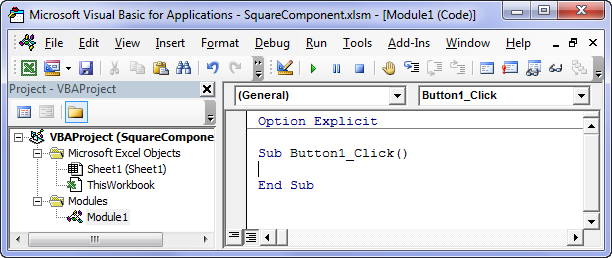 Microsoft Visual Basic for Applications - SquareComponent.xlsm - [Module1 (Code)]
File Edit View Insert Format Debug Run Tools Add-Ins Window Help
Project - VBAProject
(General) Button1_Click
VBAProject (SquareCompone
Microsoft Excel Objects
Sheet1 (Sheet1)
ThisWorkbook
Modules
Module1
Option Explicit
Sub Button1_Click()
End Sub